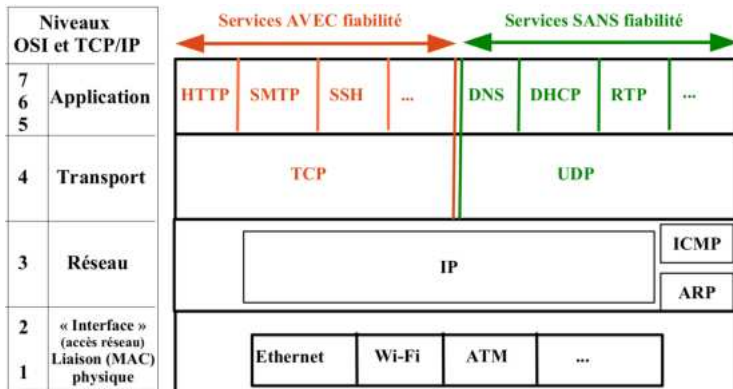 Niveaux
OSI et TCP/IP
Services AVEC fiabilité
Services SANS fiabilité
7
6
5
Application
HTTP
SMTP
SSH
...
DNS
DHCP
RTP
...
4
Transport
TCP
UDP
3
Réseau
IP
ICMP
ARP
2
1
« Interface »
(accès réseau)
Liaison (MAC)
physique
Ethernet
Wi-Fi
ATM
...